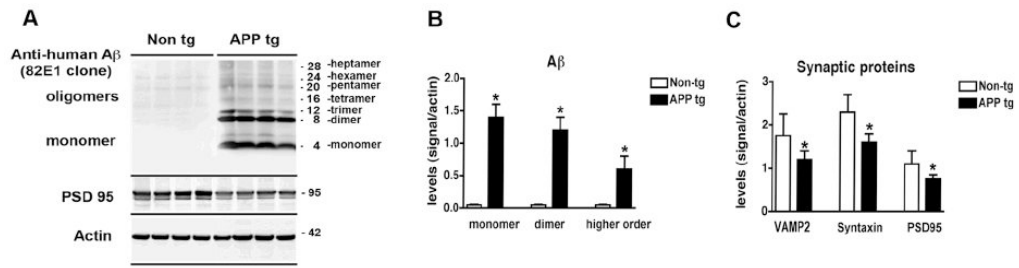 A
Non tg APP tg
Anti-human Aβ
(82E1 clone)
oligomers
monomer
28 -heptamer
24 -hexamer
20 -pentamer
16 -tetramer
12 -trimer
8 -dimer
4 -monomer
PSD 95
- 95
Actin
- 42
B
Aβ
Non-tg
APP tg
levels (signal/actin)
2.0
1.5
1.0
0.5
0.0
* * *
monomer dimer higher order
C
Synaptic proteins
Non-tg
APP tg
levels (signal/actin)
3
2
1
0
* * *
VAMP2 Syntaxin PSD95